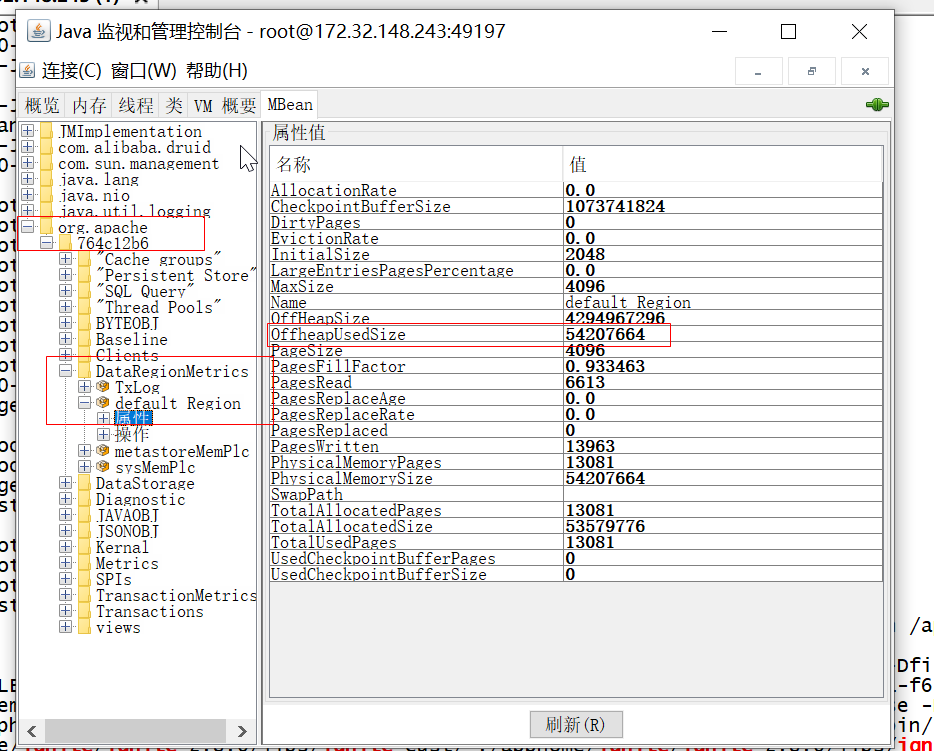 Java 监视和管理控制台 - root@172.32.148.243:49197
连接(C) 窗口(W) 帮助(H)
概览 内存 线程 类 VM 概要 MBean
JMImplementation
com.alibaba.druid
com.sun.management
java.lang
java.nio
java.util.logging
org.apache
764c12b6
"Cache groups"
"Persistent Store"
"SQL Query"
"Thread Pools"
BYTEOBJ
Baseline
Clients
DataRegionMetrics
TxLog
default Region
属性
操作
metastoreMemPlc
sysMemPlc
DataStorage
Diagnostic
JAVAOBJ
JSONOBJ
Kernal
Metrics
SPIs
TransactionMetrics
Transactions
views
属性值
名称 值
AllocationRate 0.0
CheckpointBufferSize 1073741824
DirtyPages 0
EvictionRate 0.0
InitialSize 2048
LargeEntriesPagesPercentage 0.0
MaxSize 4096
Name default Region
OffHeapSize 4294967296
OffheapUsedSize 54207664
PageSize 4096
PagesFillFactor 0.933463
PagesRead 6613
PagesReplaceAge 0.0
PagesReplaceRate 0.0
PagesReplaced 0
PagesWritten 13963
PhysicalMemoryPages 13081
PhysicalMemorySize 54207664
SwapPath
TotalAllocatedPages 13081
TotalAllocatedSize 53579776
TotalUsedPages 13081
UsedCheckpointBufferPages 0
UsedCheckpointBufferSize 0
刷新(R)